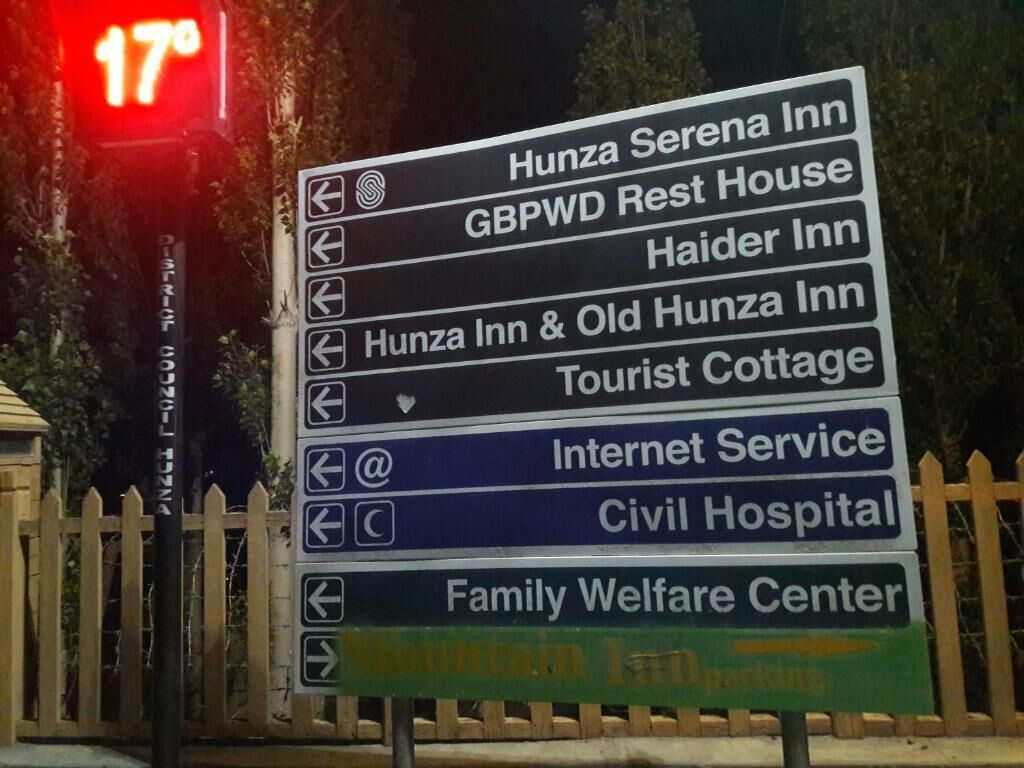 17°
DISTRICT COUNCIL HUNZA
Hunza Serena Inn
GBPWD Rest House
Haider Inn
Hunza Inn & Old Hunza Inn
Tourist Cottage
@ Internet Service
Civil Hospital
Family Welfare Center
Mountain Inn parking